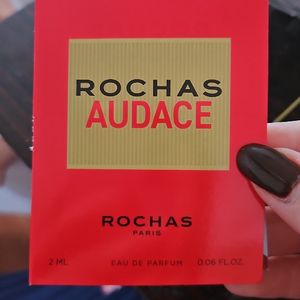 ROCHAS
AUDACE
ROCHAS
PARIS
2 ML EAU DE PARFUM 0.06 FL.OZ.